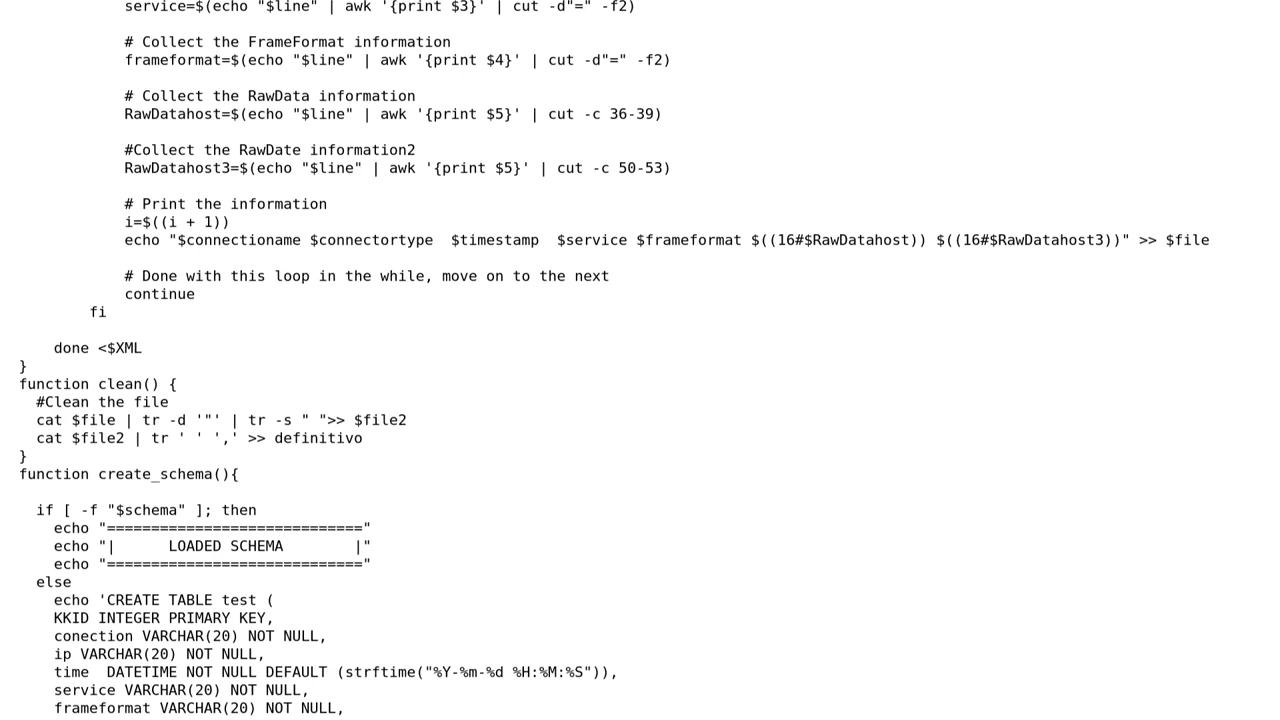 service=$(echo "$line" | awk '{print $3}' | cut -d"=" -f2)
# Collect the FrameFormat information
frameformat=$(echo "$line" | awk '{print $4}' | cut -d"=" -f2)
# Collect the RawData information
RawDatahost=$(echo "$line" | awk '{print $5}' | cut -c 36-39)
#Collect the RawDate information2
RawDatahost3=$(echo "$line" | awk '{print $5}' | cut -c 50-53)
# Print the information
i=$((i + 1))
echo "$connectioname $connectortype  $timestamp  $service $frameformat $((16#$RawDatahost)) $((16#$RawDatahost3))" >> $file
# Done with this loop in the while, move on to the next
continue
fi
done <$XML
}
function clean() {
#Clean the file
cat $file | tr -d '"' | tr -s " ">> $file2
cat $file2 | tr ' ' ',' >> definitivo
}
function create_schema(){
if [ -f "$schema" ]; then
echo "============================="
echo "|      LOADED SCHEMA        |"
echo "============================="
else
echo 'CREATE TABLE test (
KKID INTEGER PRIMARY KEY,
conection VARCHAR(20) NOT NULL,
ip VARCHAR(20) NOT NULL,
time  DATETIME NOT NULL DEFAULT (strftime("%Y-%m-%d %H:%M:%S")),
service VARCHAR(20) NOT NULL,
frameformat VARCHAR(20) NOT NULL,